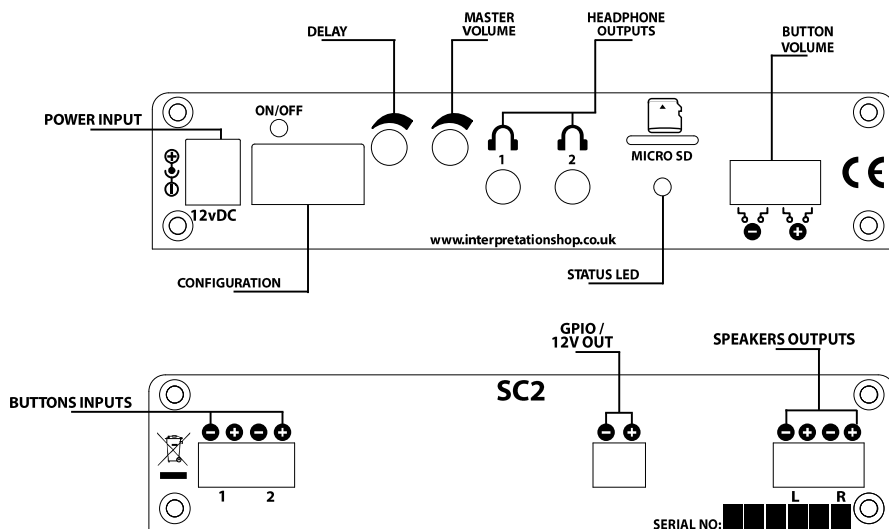 DELAY
MASTER
VOLUME
HEADPHONE
OUTPUTS
BUTTON
VOLUME
POWER INPUT
ON/OFF
1
2
MICRO SD
CE
12vDC
www.interpretationshop.co.uk
CONFIGURATION
STATUS LED
GPIO /
12V OUT
SPEAKERS OUTPUTS
SC2
BUTTONS INPUTS
1 2
L R
SERIAL NO: